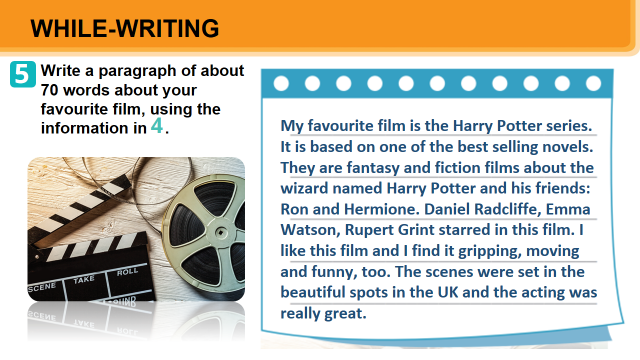 WHILE-WRITING
5 Write a paragraph of about
70 words about your
favourite film, using the
information in 4.
SCENE TAKE ROLL
My favourite film is the Harry Potter series.
It is based on one of the best selling novels.
They are fantasy and fiction films about the
wizard named Harry Potter and his friends:
Ron and Hermione. Daniel Radcliffe, Emma
Watson, Rupert Grint starred in this film. I
like this film and I find it gripping, moving
and funny, too. The scenes were set in the
beautiful spots in the UK and the acting was
really great.